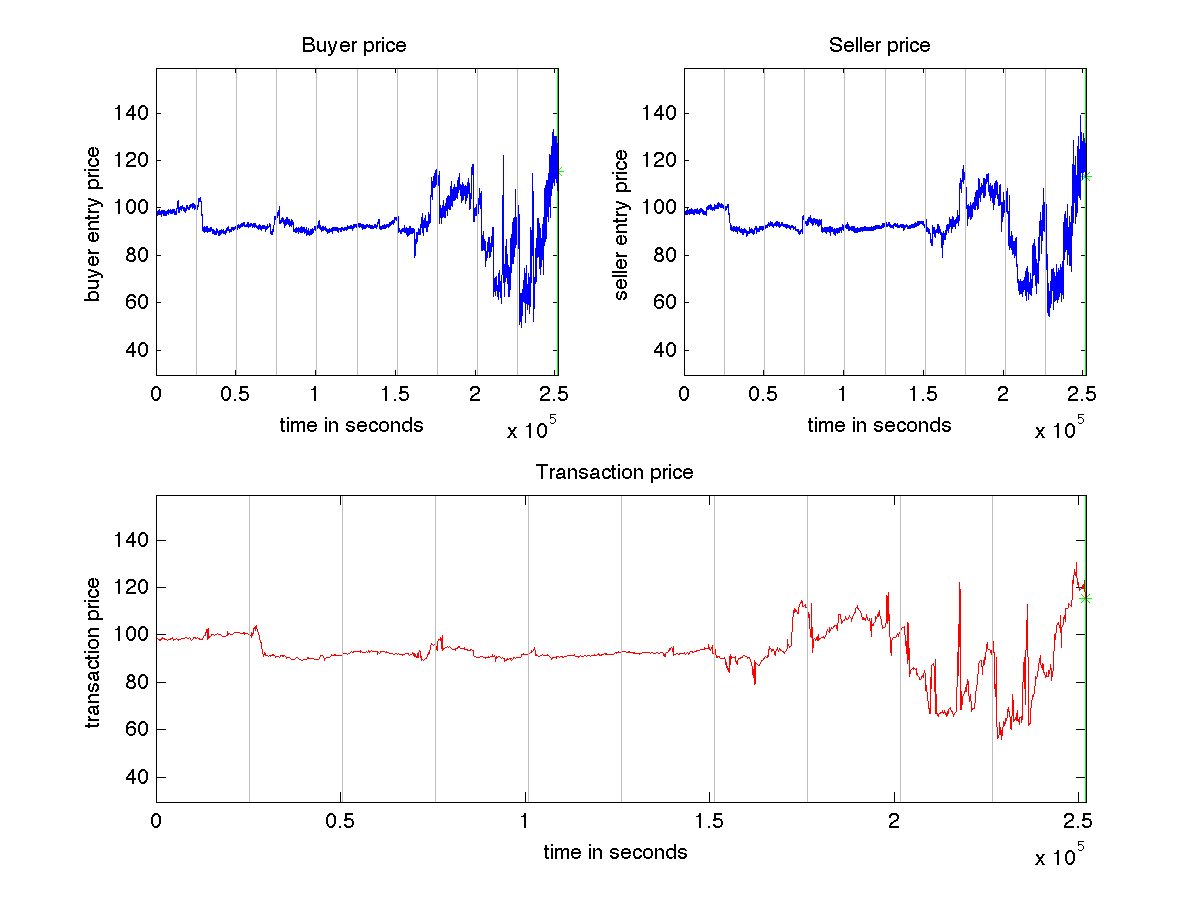 Buyer price
buyer entry price
140
120
100
80
60
40
0 0.5 1 1.5 2 2.5
time in seconds
x 10^5
Seller price
seller entry price
140
120
100
80
60
40
0 0.5 1 1.5 2 2.5
time in seconds
x 10^5
Transaction price
transaction price
140
120
100
80
60
40
0 0.5 1 1.5 2 2.5
time in seconds
x 10^5